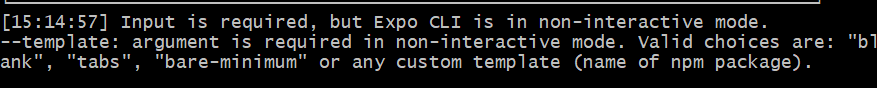 [15:14:57] Input is required, but Expo CLI is in non-interactive mode.
--template: argument is required in non-interactive mode. Valid choices are: "bl
ank", "tabs", "bare-minimum" or any custom template (name of npm package).